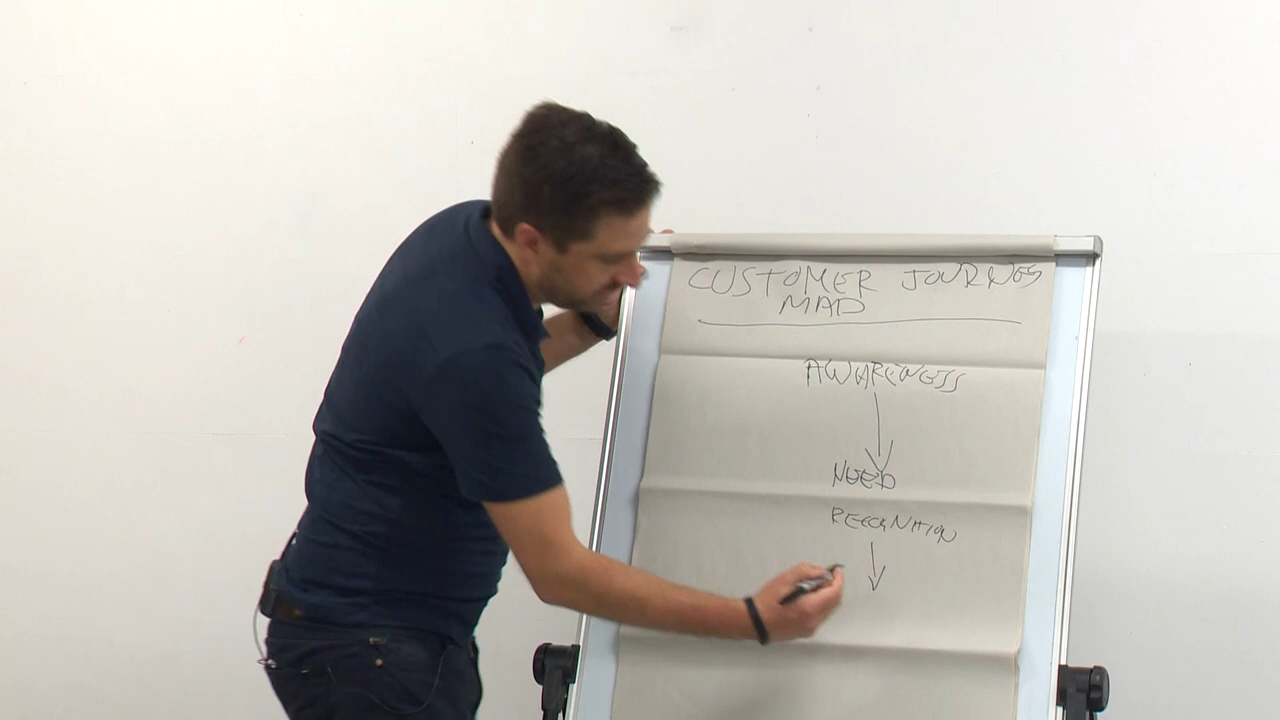 CUSTOMER JOURNEY
MAP
AWARENESS
NEED
RECOGNITION